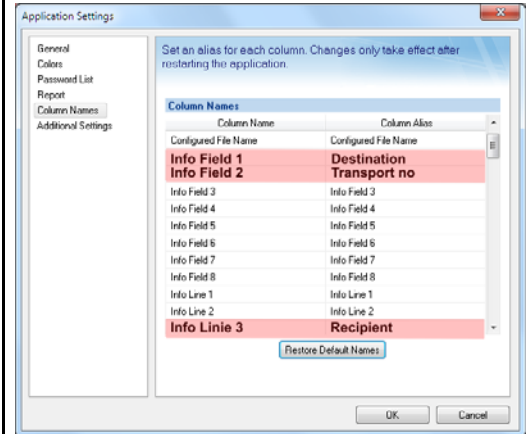 Application Settings
General
Colors
Password List
Report
Column Names
Additional Settings
Set an alias for each column. Changes only take effect after
restarting the application.
Column Names
Column Name Column Alias
Configured File Name Configured File Name
Info Field 1 Destination
Info Field 2 Transport no
Info Field 3 Info Field 3
Info Field 4 Info Field 4
Info Field 5 Info Field 5
Info Field 6 Info Field 6
Info Field 7 Info Field 7
Info Field 8 Info Field 8
Info Line 1 Info Line 1
Info Line 2 Info Line 2
Info Linie 3 Recipient
Restore Default Names
OK Cancel